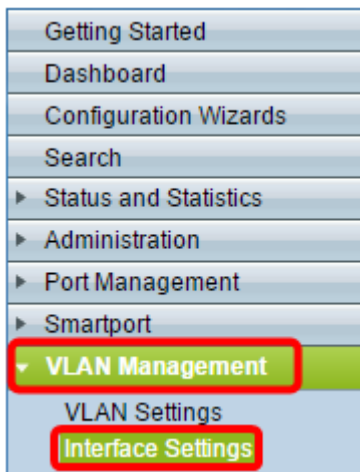 Getting Started
Dashboard
Configuration Wizards
Search
Status and Statistics
Administration
Port Management
Smartport
VLAN Management
VLAN Settings
Interface Settings